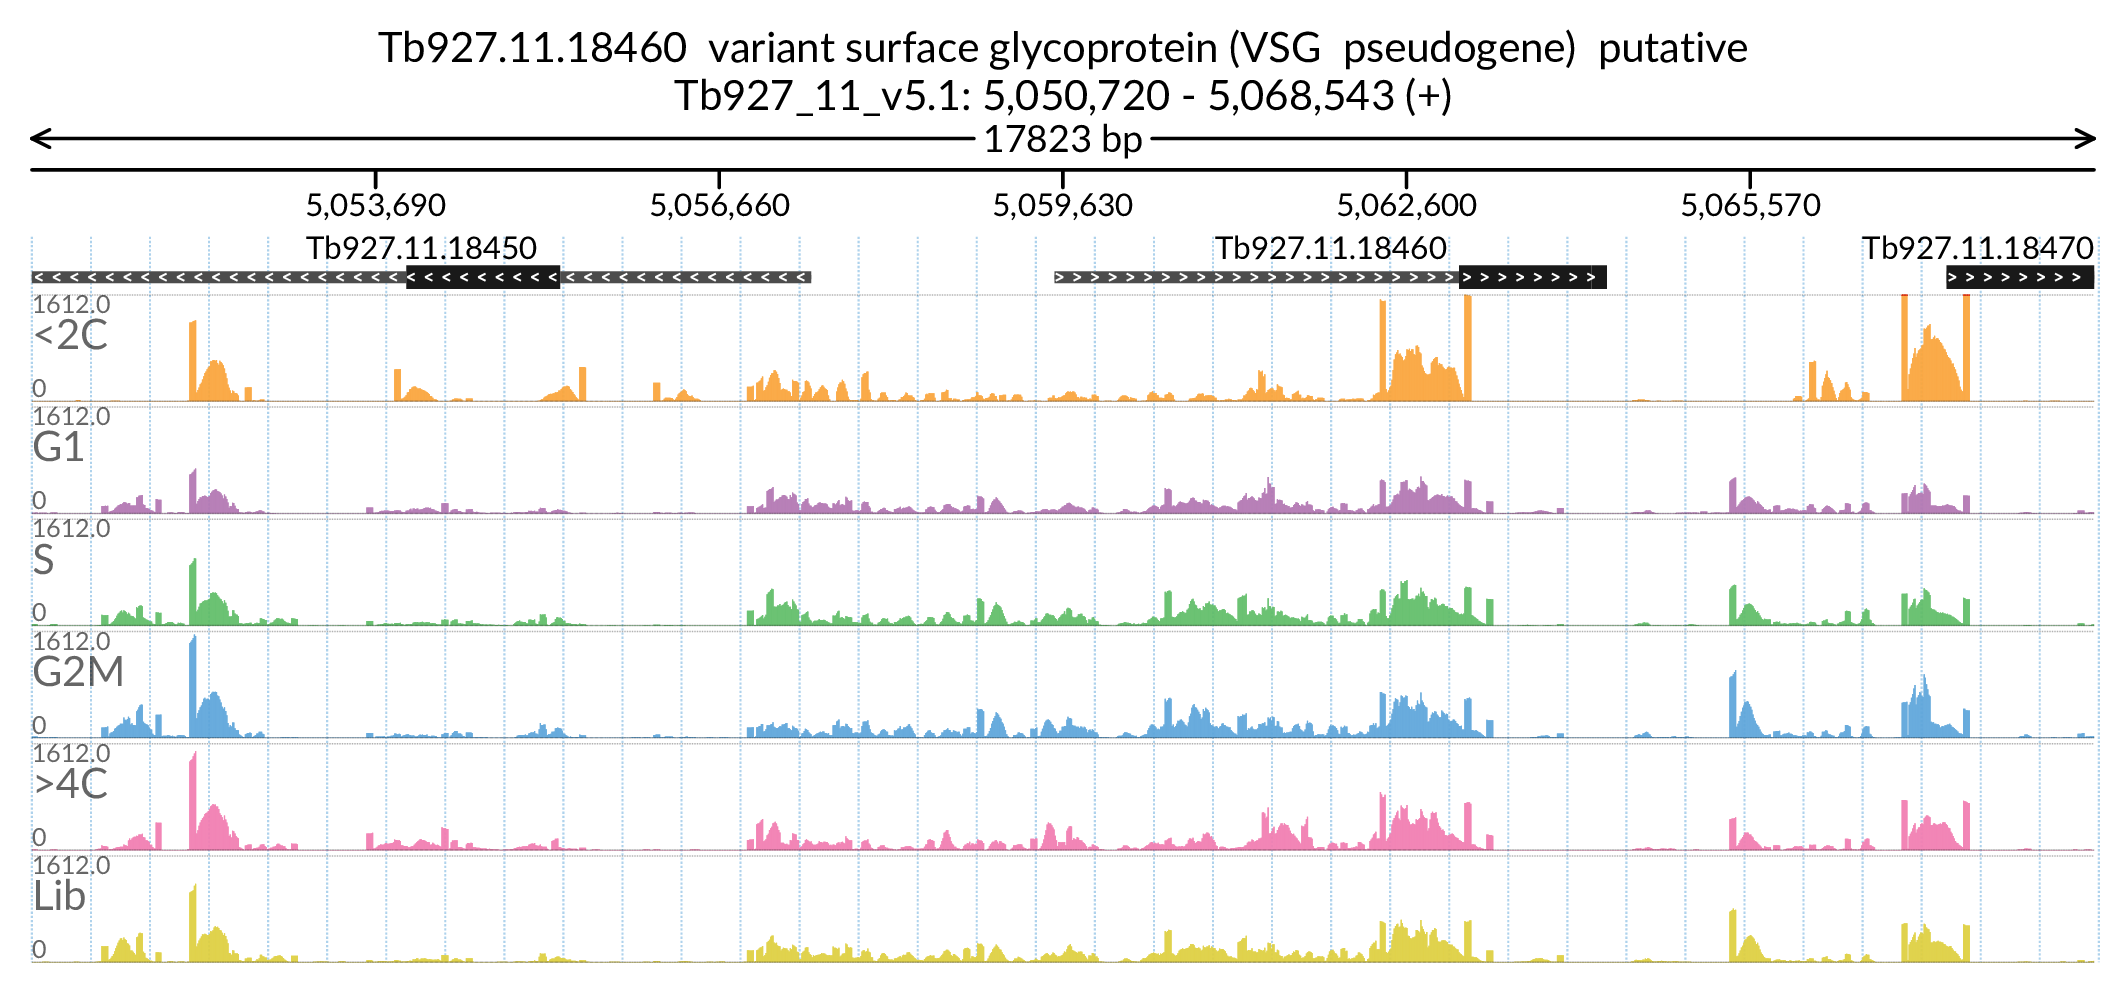 Tb927.11.18460  variant surface glycoprotein (VSG  pseudogene)  putative
Tb927_11_v5.1: 5,050,720 - 5,068,543 (+)
17823 bp
5,053,690 5,056,660 5,059,630 5,062,600 5,065,570
Tb927.11.18450 Tb927.11.18460 Tb927.11.18470
1612.0
<2C
0
1612.0
G1
0
1612.0
S
0
1612.0
G2M
0
1612.0
>4C
0
1612.0
Lib
0